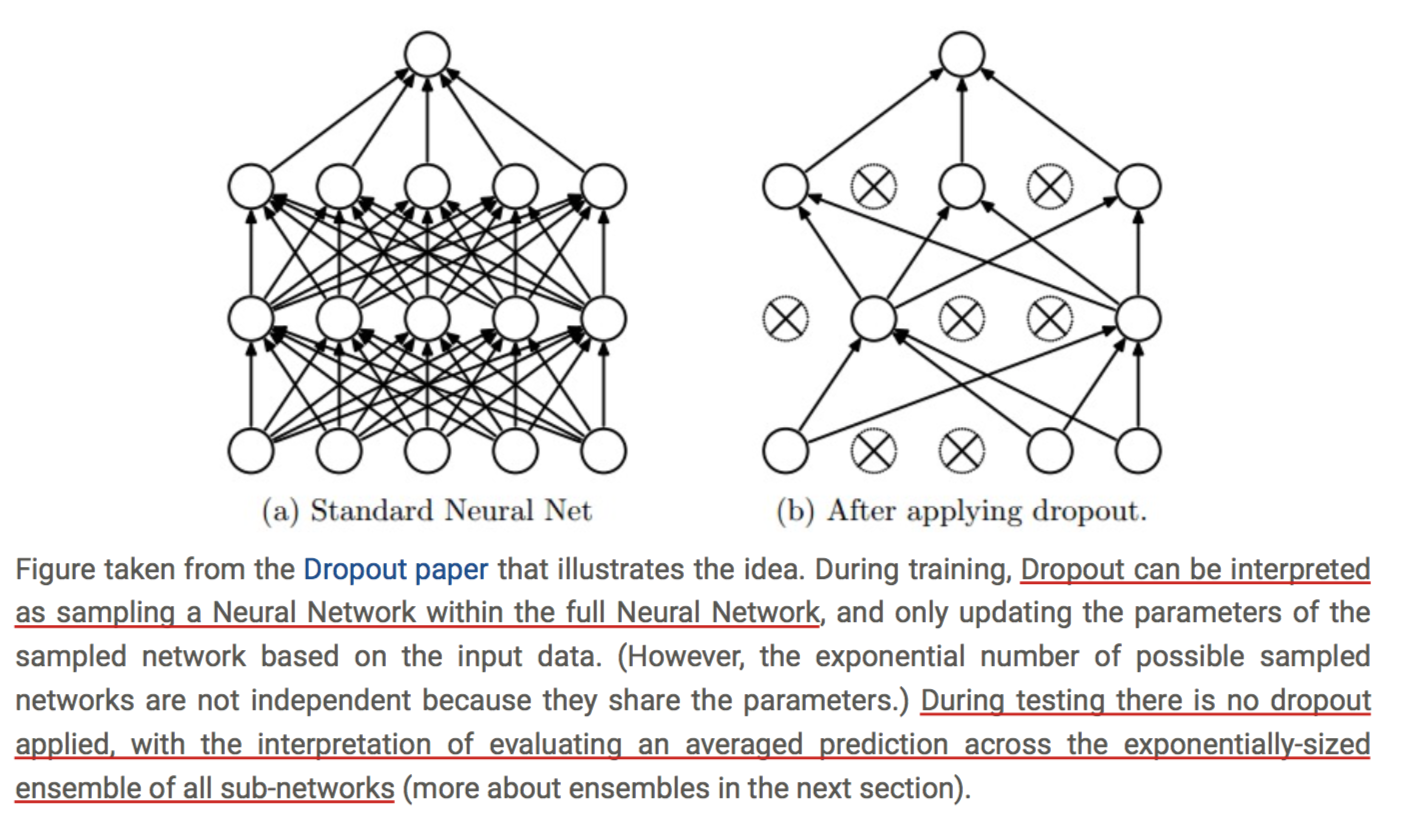 (a) Standard Neural Net
(b) After applying dropout.
Figure taken from the Dropout paper that illustrates the idea. During training, Dropout can be interpreted
as sampling a Neural Network within the full Neural Network, and only updating the parameters of the
sampled network based on the input data. (However, the exponential number of possible sampled
networks are not independent because they share the parameters.) During testing there is no dropout
applied, with the interpretation of evaluating an averaged prediction across the exponentially-sized
ensemble of all sub-networks (more about ensembles in the next section).